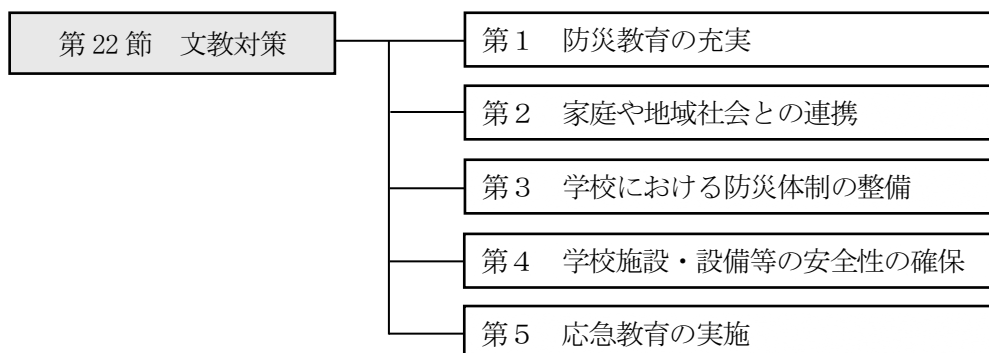 第 22 節　文教対策
第１　防災教育の充実
第２　家庭や地域社会との連携
第３　学校における防災体制の整備
第４　学校施設・設備等の安全性の確保
第５　応急教育の実施